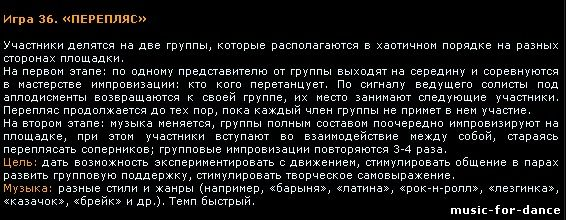 Игра 36. «ПЕРЕПЛЯС»
Участники делятся на две группы, которые располагаются в хаотичном порядке на разных
сторонах площадки.
На первом этапе: по одному представителю от группы выходят на середину и соревнуются
в мастерстве импровизации: кто кого перетанцует. По сигналу ведущего солисты под
аплодисменты возвращаются к своей группе, их место занимают следующие участники.
Перепляс продолжается до тех пор, пока каждый член группы не примет в нем участие.
На втором этапе: музыка меняется, группы полным составом поочередно импровизируют на
площадке, при этом участники вступают во взаимодействие между собой, стараясь
переплясать соперников; групповые импровизации повторяются 3-4 раза.
Цель: дать возможность экспериментировать с движением, стимулировать общение в парах
развить групповую поддержку, стимулировать творческое самовыражение.
Музыка: разные стили и жанры (например, «барыня», «латина», «рок-н-ролл», «лезгинка»,
«казачок», «брейк» и др.). Темп быстрый.
music-for-dance